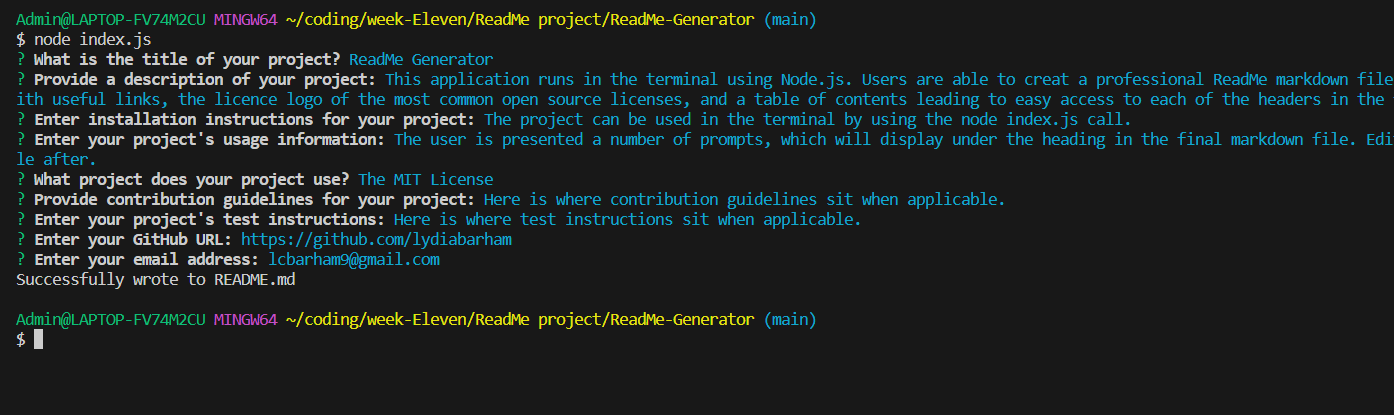 Admin@LAPTOP-FV74M2CU MINGW64 ~/coding/week-Eleven/ReadMe project/ReadMe-Generator (main)
$ node index.js
? What is the title of your project? ReadMe Generator
? Provide a description of your project: This application runs in the terminal using Node.js. Users are able to creat a professional ReadMe markdown file
ith useful links, the licence logo of the most common open source licenses, and a table of contents leading to easy access to each of the headers in the
? Enter installation instructions for your project: The project can be used in the terminal by using the node index.js call.
? Enter your project's usage information: The user is presented a number of prompts, which will display under the heading in the final markdown file. Edi
le after.
? What project does your project use? The MIT License
? Provide contribution guidelines for your project: Here is where contribution guidelines sit when applicable.
? Enter your project's test instructions: Here is where test instructions sit when applicable.
? Enter your GitHub URL: https://github.com/lydiabarham
? Enter your email address: lcbarham9@gmail.com
Successfully wrote to README.md
Admin@LAPTOP-FV74M2CU MINGW64 ~/coding/week-Eleven/ReadMe project/ReadMe-Generator (main)
$